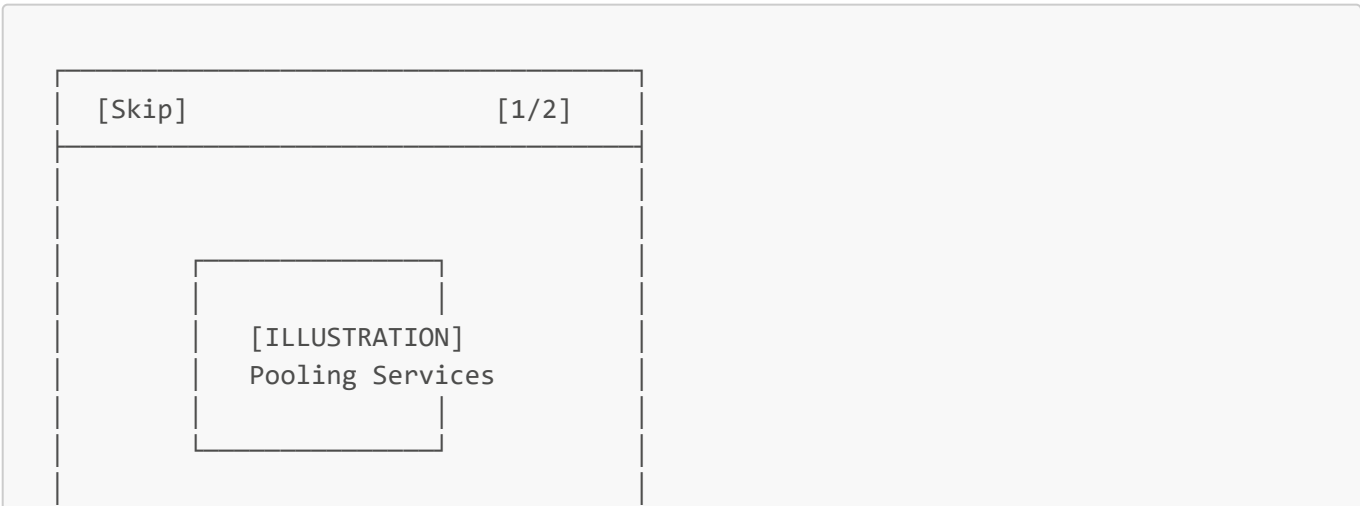 [Skip] [1/2]
[ILLUSTRATION]
Pooling Services